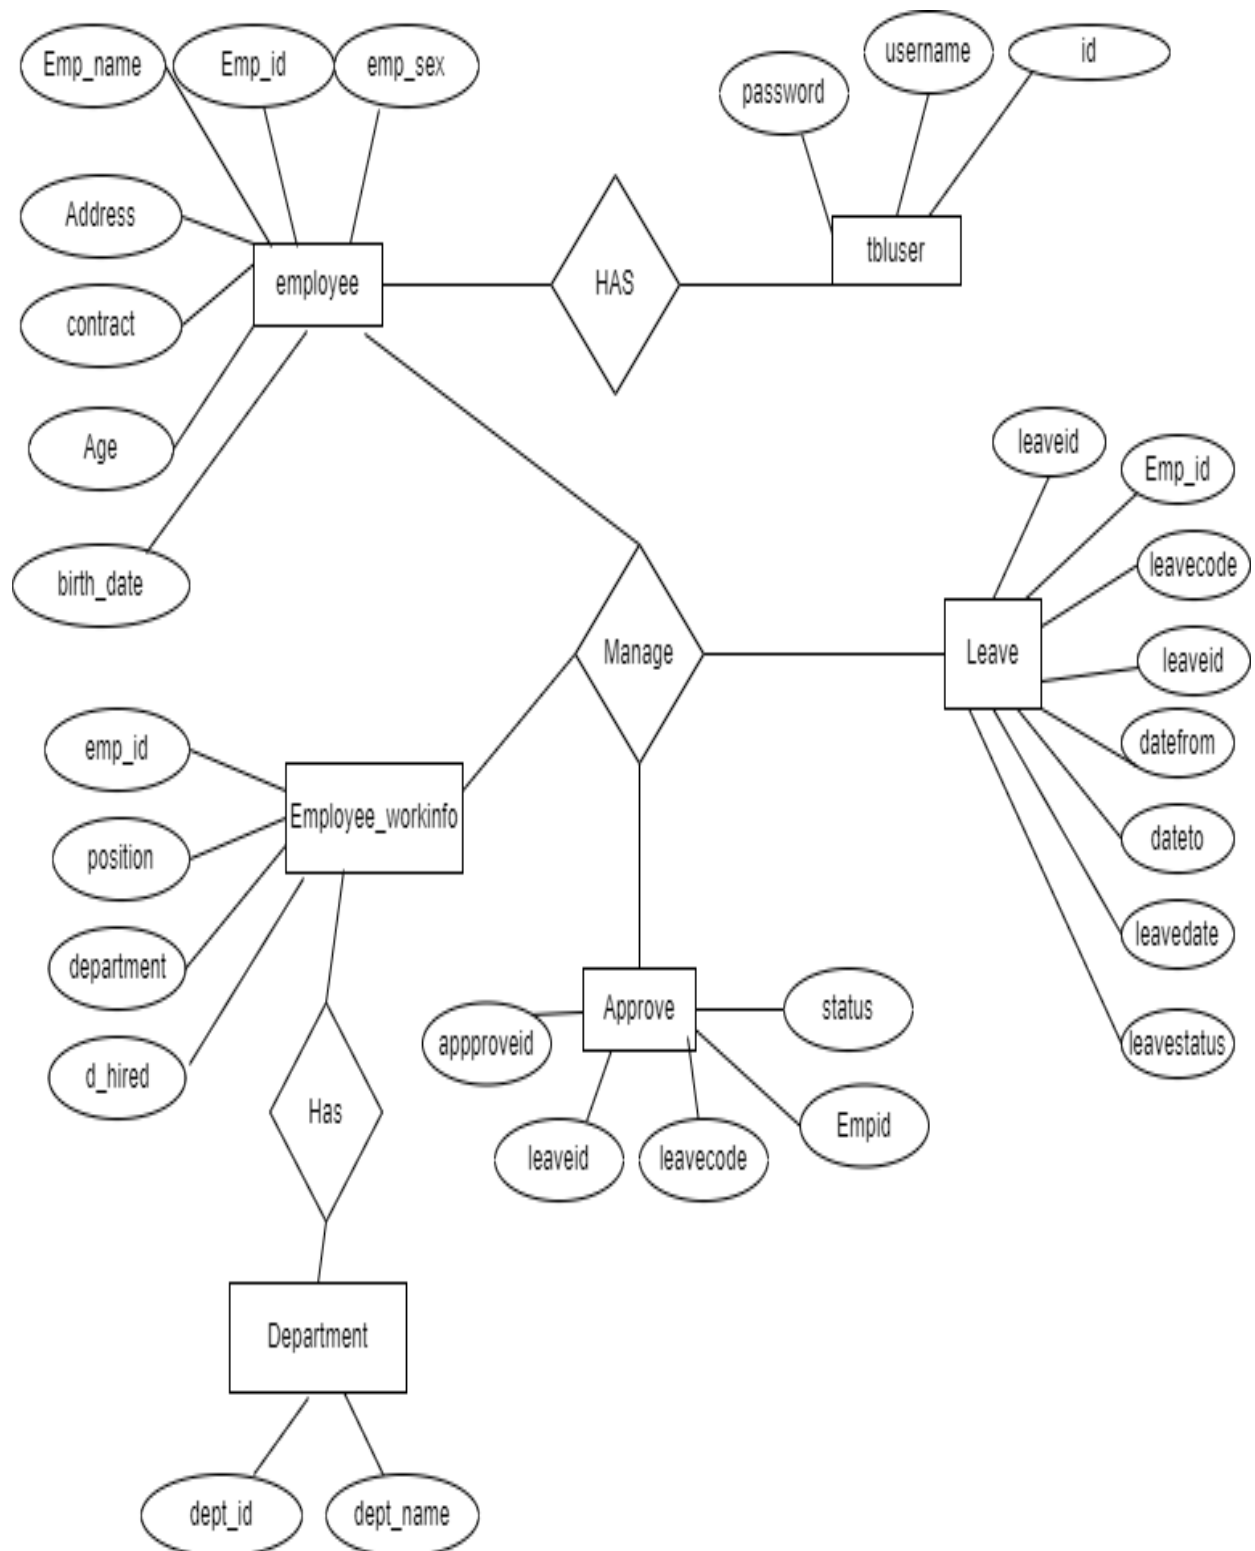 Emp_name
Emp_id
emp_sex
password
username
id
Address
contract
Age
birth_date
employee
HAS
tbluser
leaveid
Emp_id
leavecode
leaveid
datefrom
dateto
leavedate
leavestatus
Leave
Manage
emp_id
position
department
d_hired
Employee_workinfo
Approve
appproveid
leaveid
leavecode
Empid
status
Has
Department
dept_id
dept_name